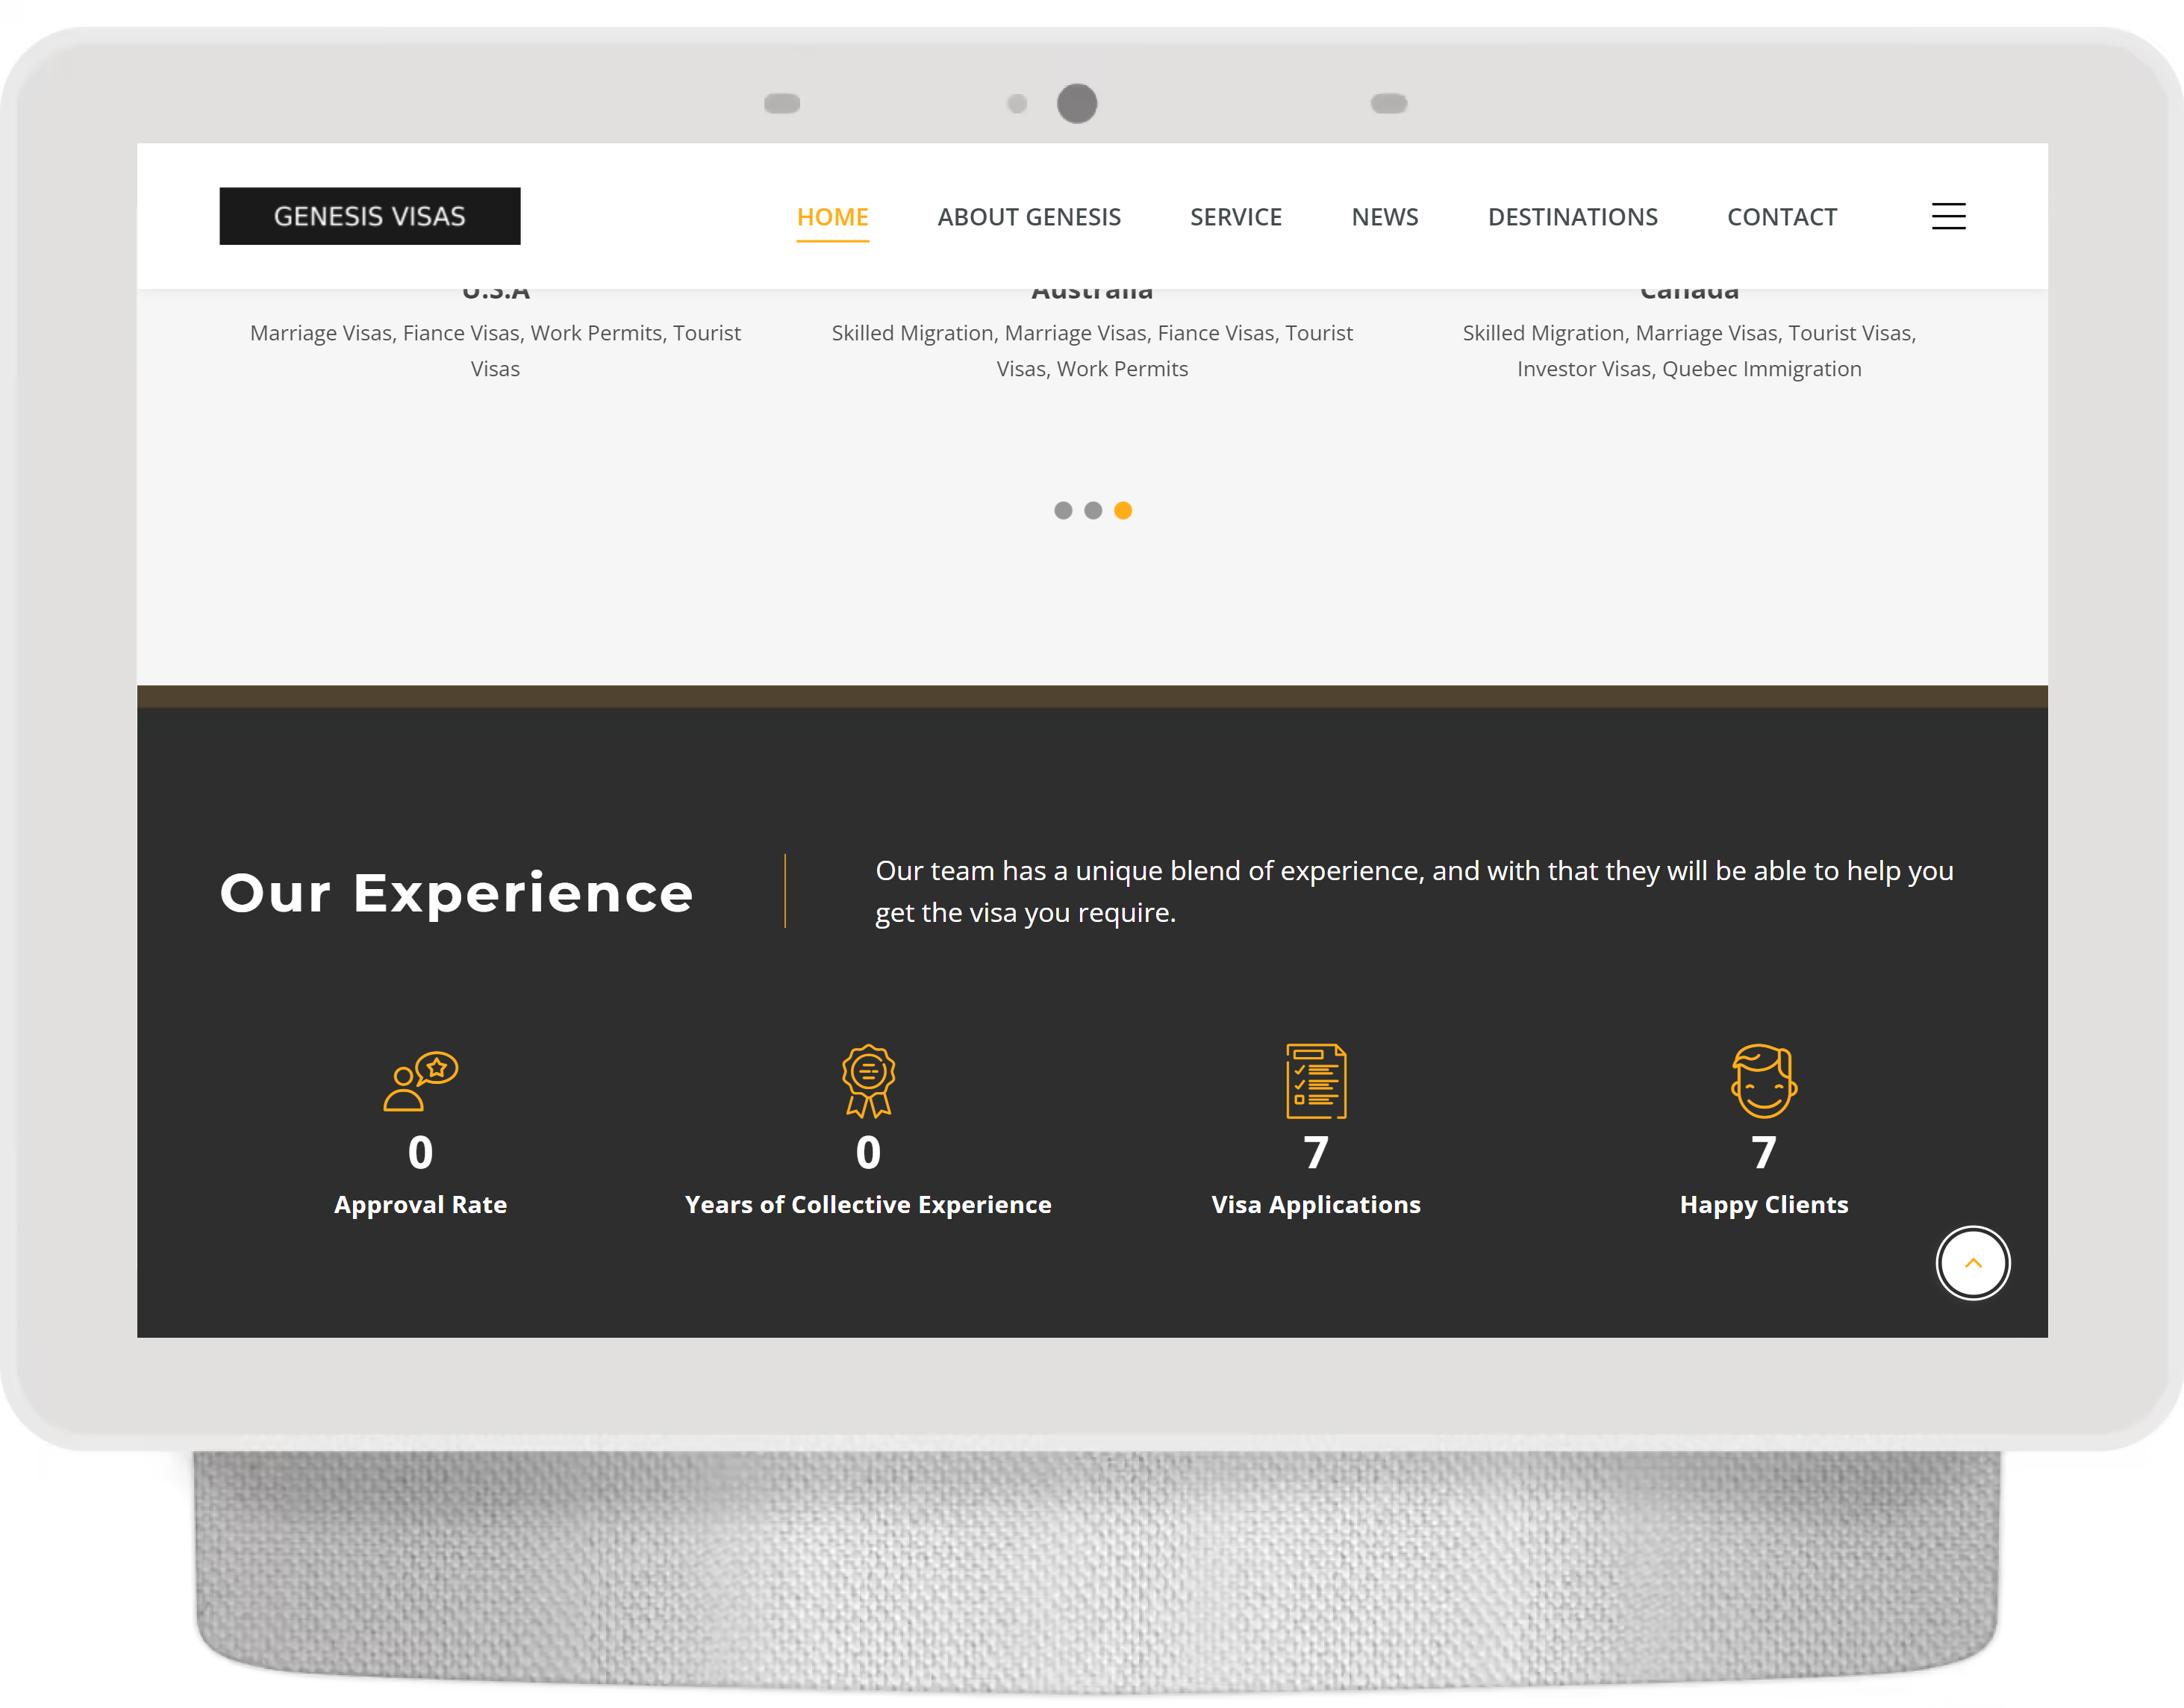 GENESIS VISAS
HOME ABOUT GENESIS SERVICE NEWS DESTINATIONS CONTACT
U.S.A Australia Canada
Marriage Visas, Fiance Visas, Work Permits, Tourist
Visas
Skilled Migration, Marriage Visas, Fiance Visas, Tourist
Visas, Work Permits
Skilled Migration, Marriage Visas, Tourist Visas,
Investor Visas, Quebec Immigration
Our Experience
Our team has a unique blend of experience, and with that they will be able to help you
get the visa you require.
0
Approval Rate
0
Years of Collective Experience
7
Visa Applications
7
Happy Clients